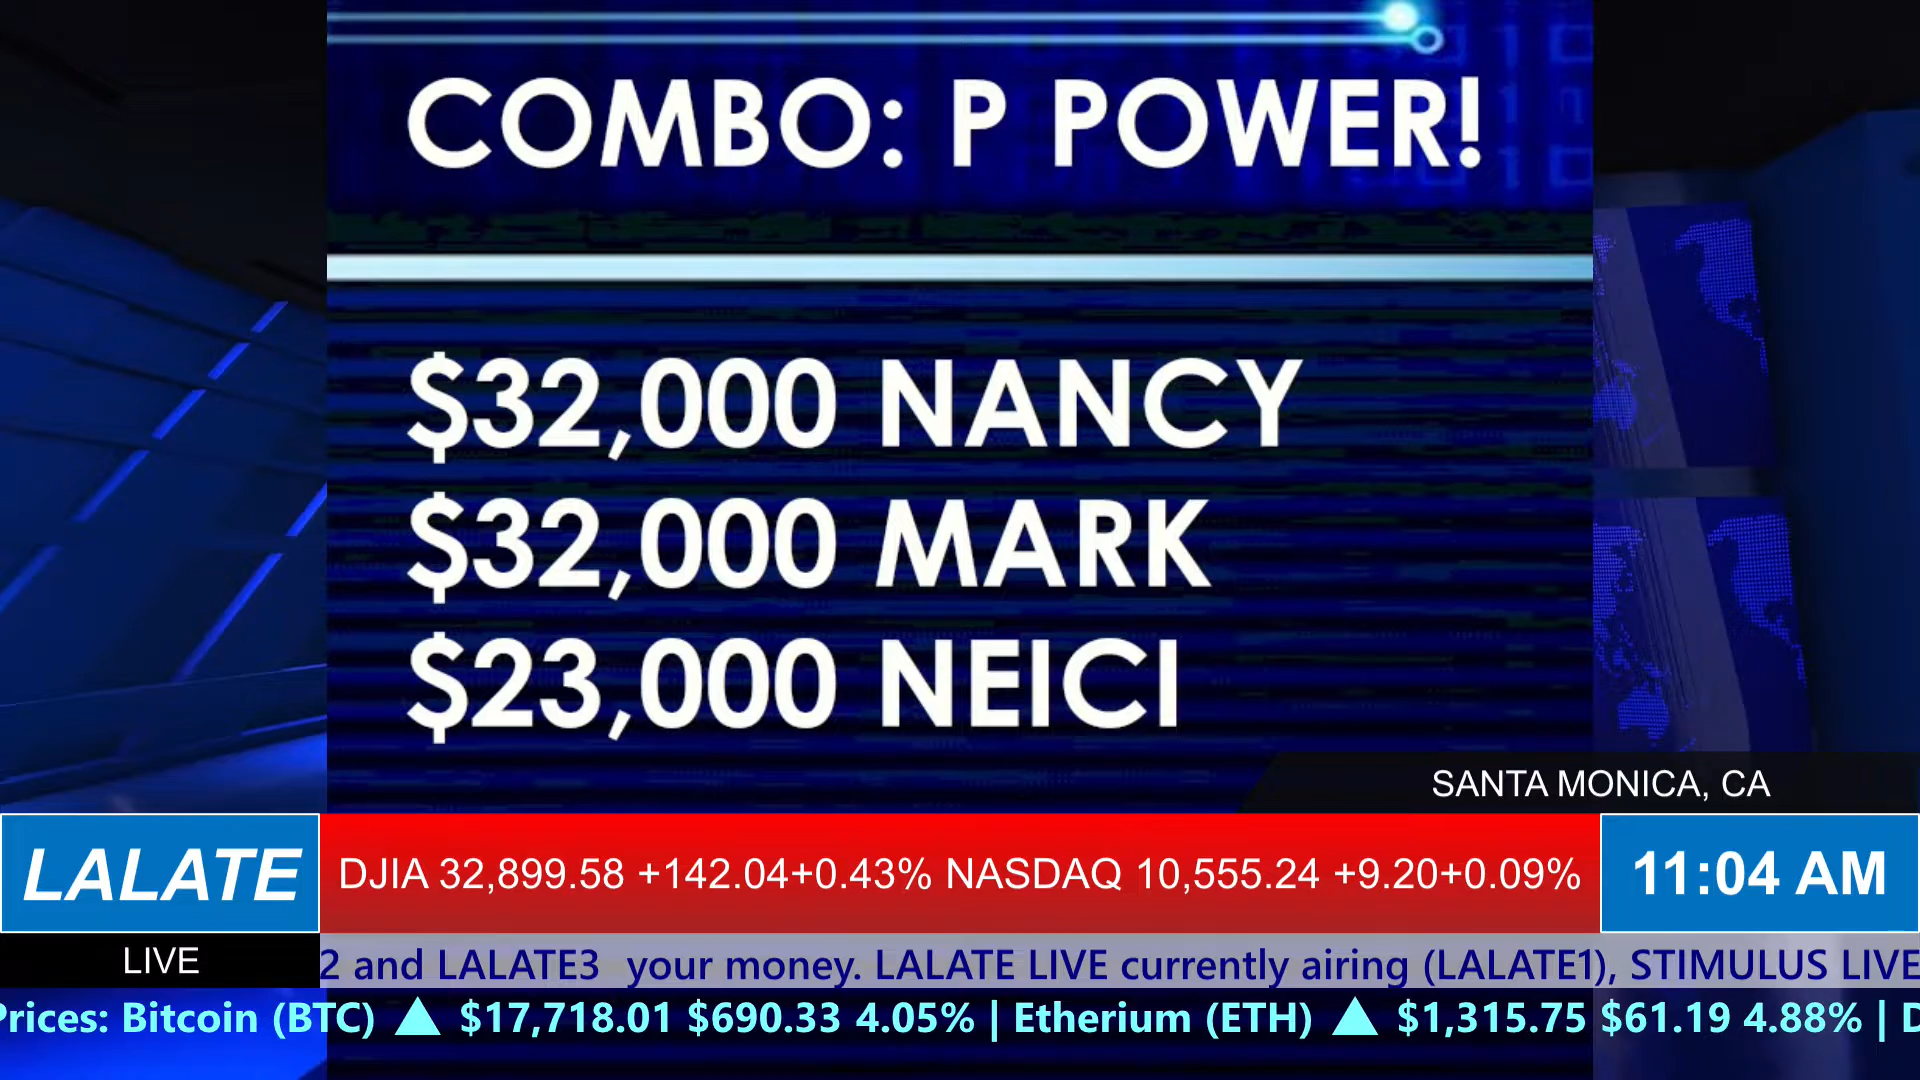 COMBO: P POWER!
$32,000 NANCY
$32,000 MARK
$23,000 NEICI
SANTA MONICA, CA
LALATE
DJIA 32,899.58 +142.04+0.43% NASDAQ 10,555.24 +9.20+0.09%
11:04 AM
LIVE
2 and LALATE3 your money. LALATE LIVE currently airing (LALATE1), STIMULUS LIVE
Prices: Bitcoin (BTC) ▲ $17,718.01 $690.33 4.05% | Etherium (ETH) ▲ $1,315.75 $61.19 4.88% | D